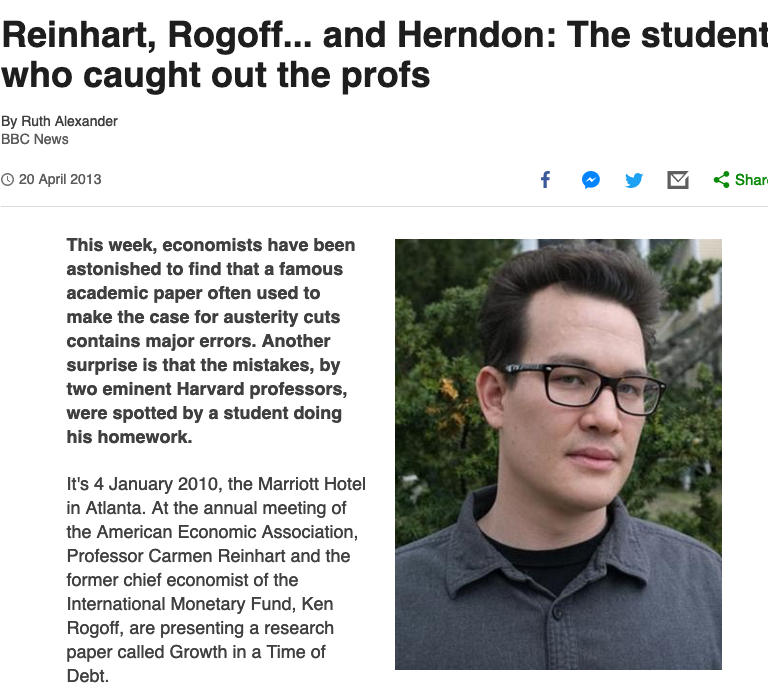 Reinhart, Rogoff... and Herndon: The student
who caught out the profs
By Ruth Alexander
BBC News
20 April 2013
Share
This week, economists have been
astonished to find that a famous
academic paper often used to
make the case for austerity cuts
contains major errors. Another
surprise is that the mistakes, by
two eminent Harvard professors,
were spotted by a student doing
his homework.
It's 4 January 2010, the Marriott Hotel
in Atlanta. At the annual meeting of
the American Economic Association,
Professor Carmen Reinhart and the
former chief economist of the
International Monetary Fund, Ken
Rogoff, are presenting a research
paper called Growth in a Time of
Debt.